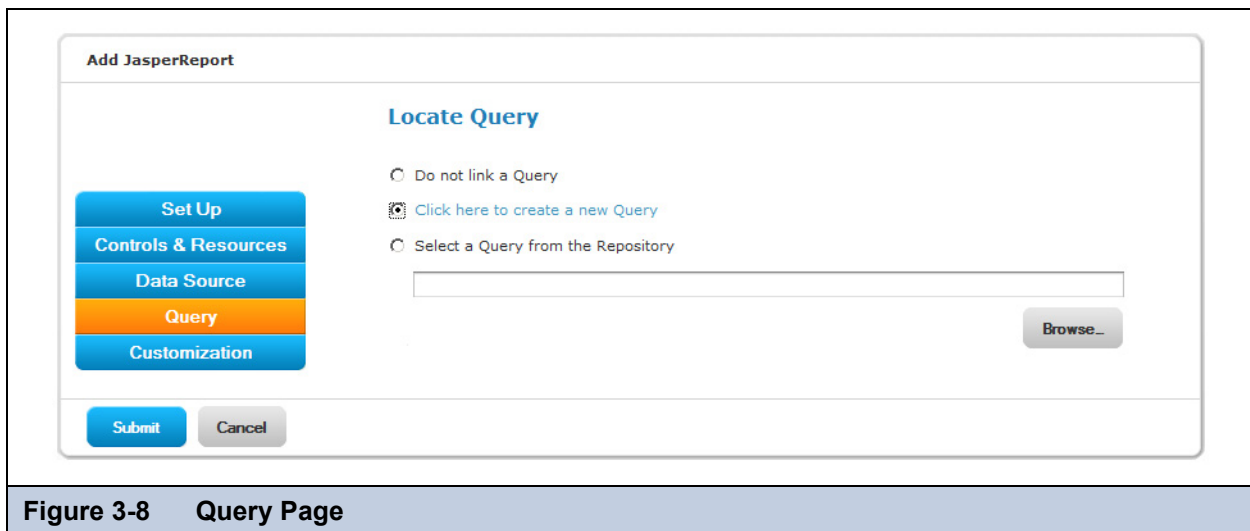 Add JasperReport
Locate Query
Do not link a Query
Click here to create a new Query
Select a Query from the Repository
Set Up
Controls & Resources
Data Source
Query
Customization
Browse...
Submit
Cancel
Figure 3-8 Query Page